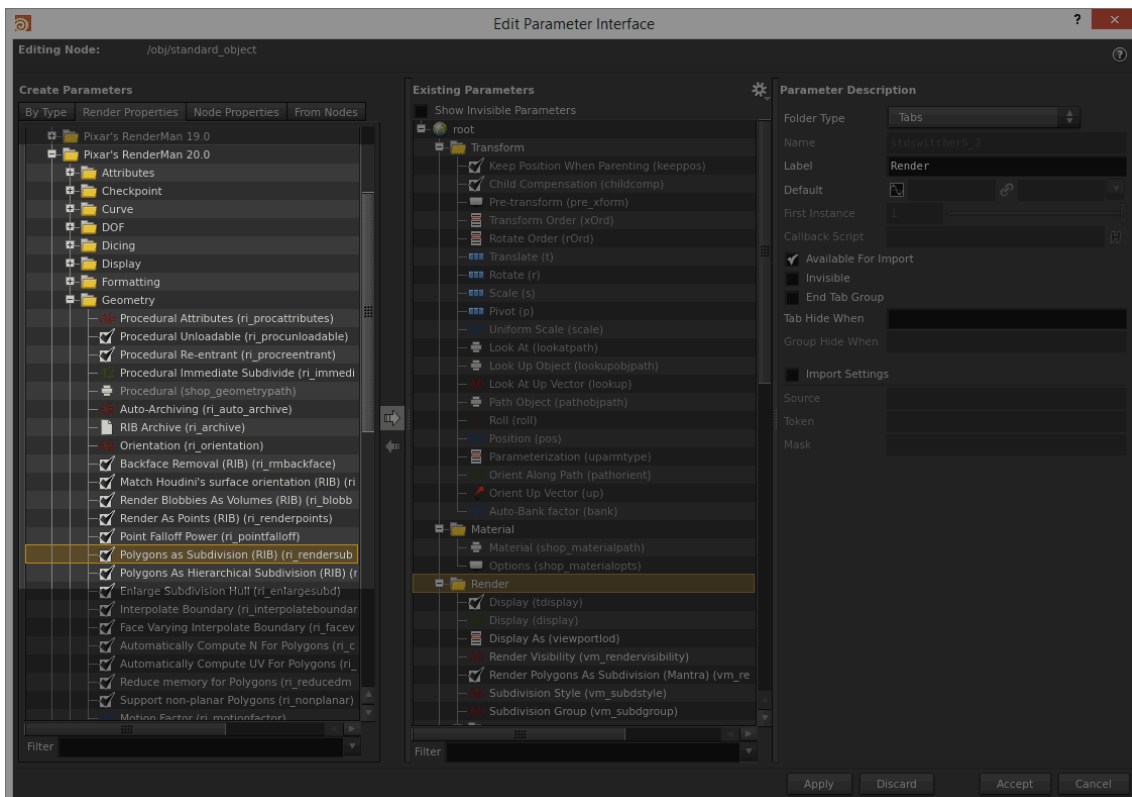 Edit Parameter Interface
?
Editing Node: /obj/standard_object
Create Parameters
By Type Render Properties Node Properties From Nodes
Pixar's RenderMan 19.0
Pixar's RenderMan 20.0
Attributes
Checkpoint
Curve
DOF
Dicing
Display
Formatting
Geometry
Procedural Attributes (ri_procattributes)
Procedural Unloadable (ri_procunloadable)
Procedural Re-entrant (ri_procreentrant)
Procedural Immediate Subdivide (ri_immedi
Procedural (shop_geometrypath)
Auto-Archiving (ri_auto_archive)
RIB Archive (ri_archive)
Orientation (ri_orientation)
Backface Removal (RIB) (ri_rmbackface)
Match Houdini's surface orientation (RIB) (ri
Render Blobbies As Volumes (RIB) (ri_blobb
Render As Points (RIB) (ri_renderpoints)
Point Falloff Power (ri_pointfalloff)
Polygons as Subdivision (RIB) (ri_rendersub
Polygons As Hierarchical Subdivision (RIB) (r
Enlarge Subdivision Hull (ri_enlargesubd)
Interpolate Boundary (ri_interpolateboundar
Face Varying Interpolate Boundary (ri_facev
Automatically Compute N For Polygons (ri_c
Automatically Compute UV For Polygons (ri_
Reduce memory for Polygons (ri_reducedm
Support non-planar Polygons (ri_nonplanar)
Motion Factor (ri_motionfactor)
Filter
Existing Parameters
Show Invisible Parameters
root
Transform
Keep Position When Parenting (keeppos)
Child Compensation (childcomp)
Pre-transform (pre_xform)
Transform Order (xOrd)
Rotate Order (rOrd)
Translate (t)
Rotate (r)
Scale (s)
Pivot (p)
Uniform Scale (scale)
Look At (lookatpath)
Look Up Object (lookupobjpath)
Look At Up Vector (lookup)
Path Object (pathobjpath)
Roll (roll)
Position (pos)
Parameterization (uparmtype)
Orient Along Path (pathorient)
Orient Up Vector (up)
Auto-Bank factor (bank)
Material
Material (shop_materialpath)
Options (shop_materialopts)
Render
Display (tdisplay)
Display (display)
Display As (viewportlod)
Render Visibility (vm_rendervisibility)
Render Polygons As Subdivision (Mantra) (vm_re
Subdivision Style (vm_subdstyle)
Subdivision Group (vm_subdgroup)
Filter
Parameter Description
Folder Type Tabs
Name stdswitcher5_2
Label Render
Default
First Instance 1
Callback Script
Available For Import
Invisible
End Tab Group
Tab Hide When
Group Hide When
Import Settings
Source
Token
Mask
Apply Discard Accept Cancel